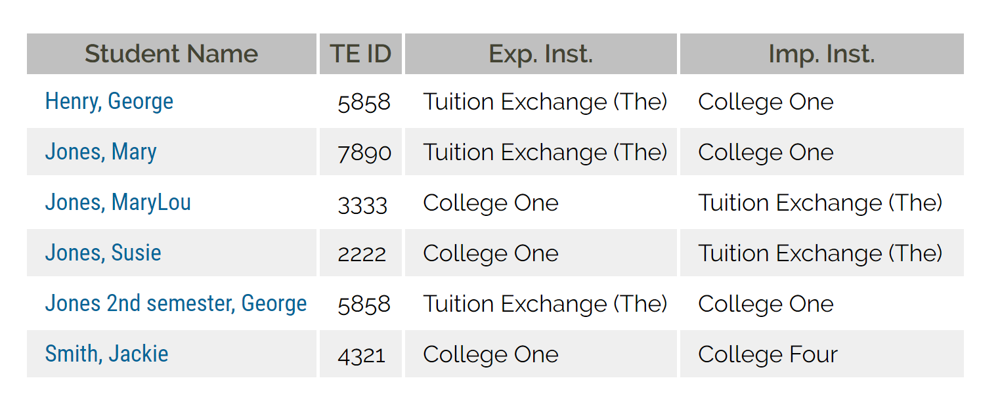 Student Name TE ID Exp. Inst. Imp. Inst.
Henry, George 5858 Tuition Exchange (The) College One
Jones, Mary 7890 Tuition Exchange (The) College One
Jones, MaryLou 3333 College One Tuition Exchange (The)
Jones, Susie 2222 College One Tuition Exchange (The)
Jones 2nd semester, George 5858 Tuition Exchange (The) College One
Smith, Jackie 4321 College One College Four